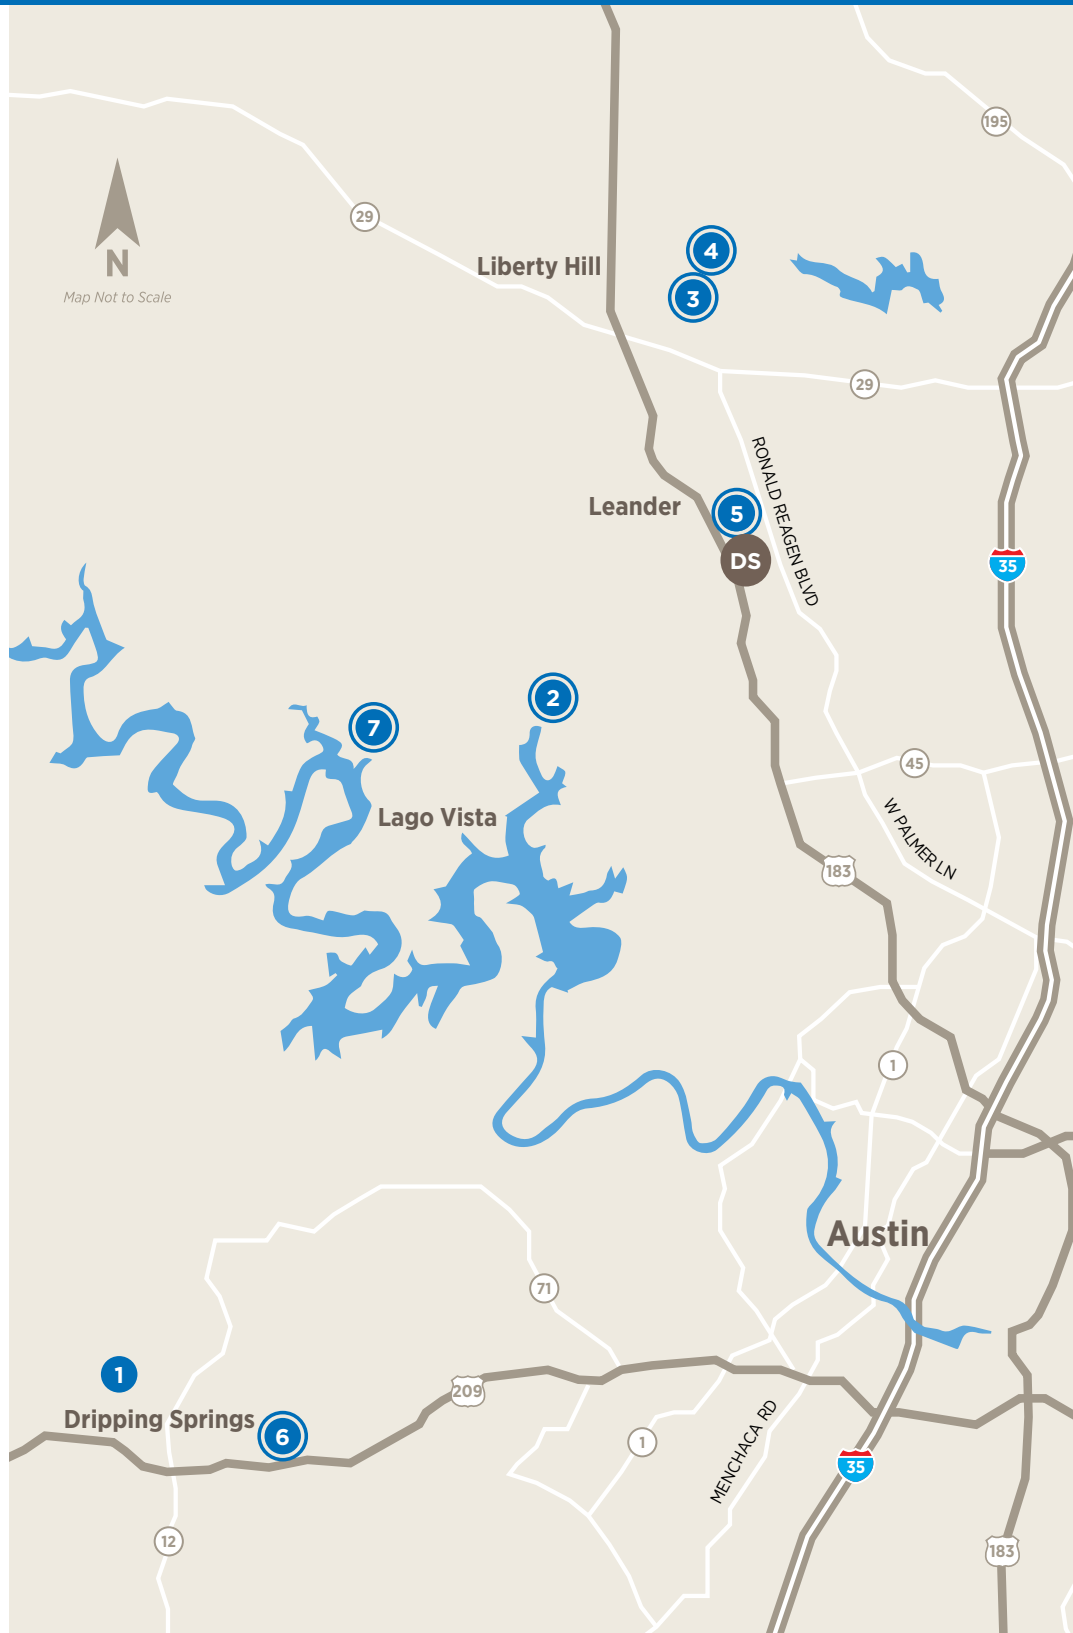 195
29
4
Liberty Hill
3
N
Map Not to Scale
29
RONALD REAGEN BLVD
Leander
5
DS
35
2
7
45
Lago Vista
W PALMER LN
183
1
Austin
71
1
209
Dripping Springs
6
MENCHACA RD
1
35
12
183